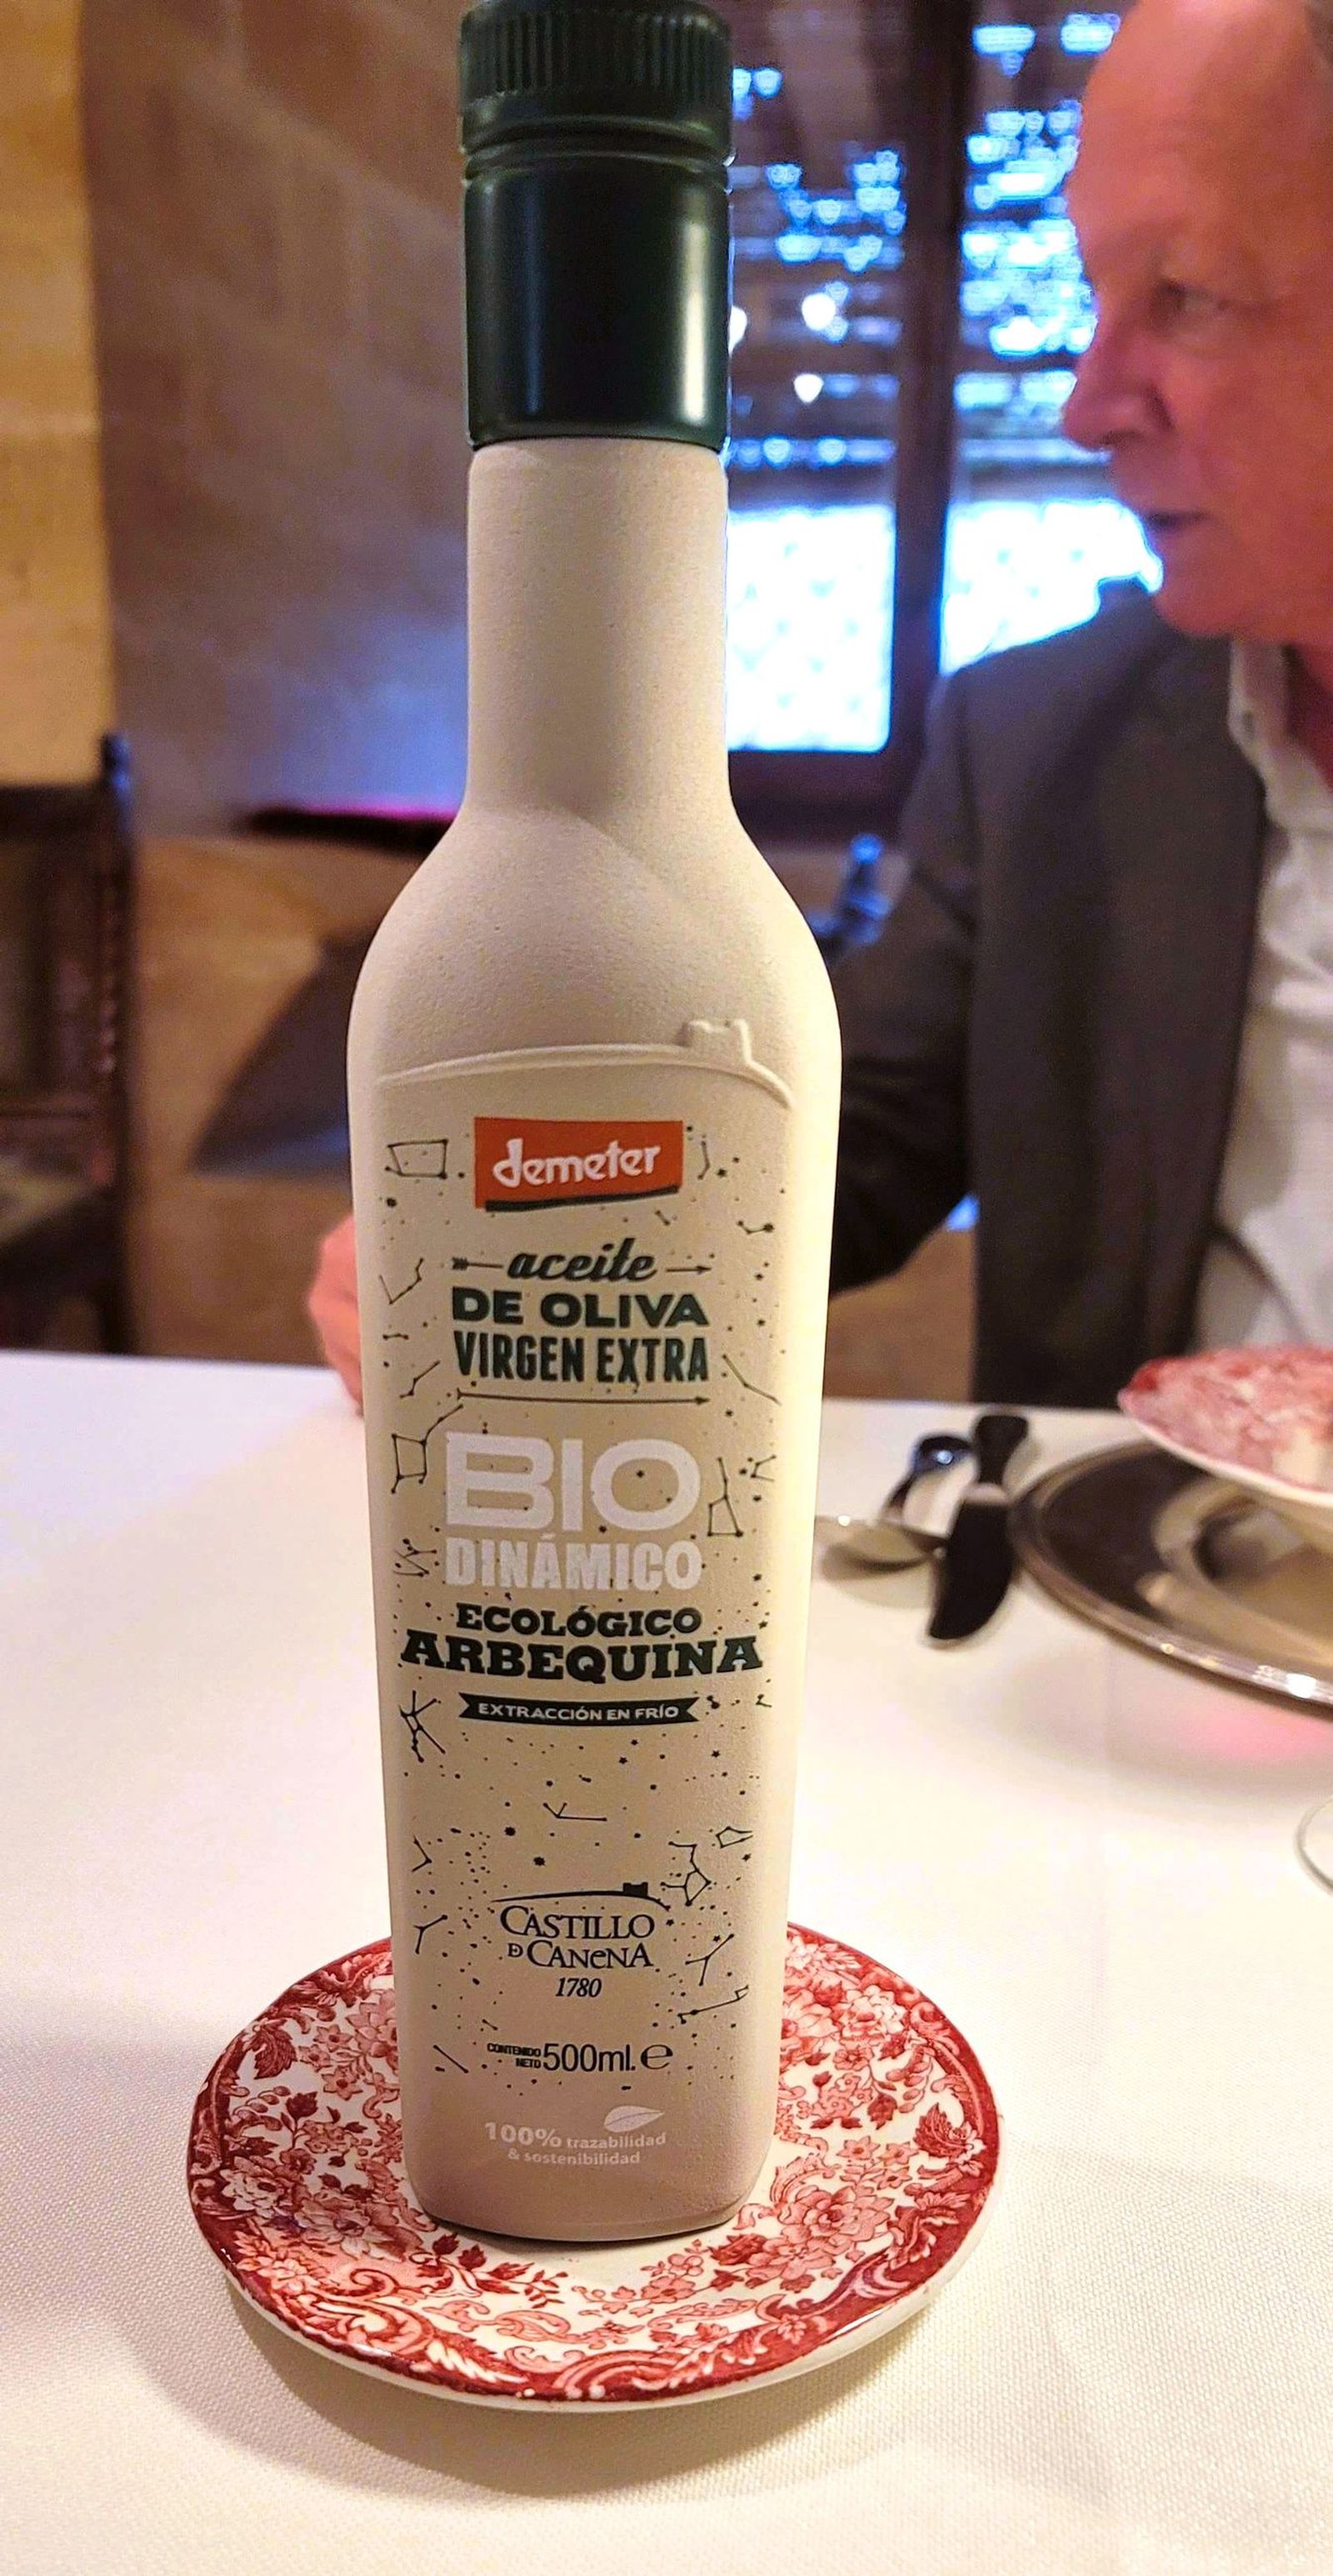 demeter
aceite
DE OLIVA
VIRGEN EXTRA
BIO
DINÁMICO
ECOLÓGICO
ARBEQUINA
EXTRACCIÓN EN FRÍO
CASTILLO
DE CANENA
1780
CONTENIDO
NETO 500ml. e
100% trazabilidad
& sostenibilidad